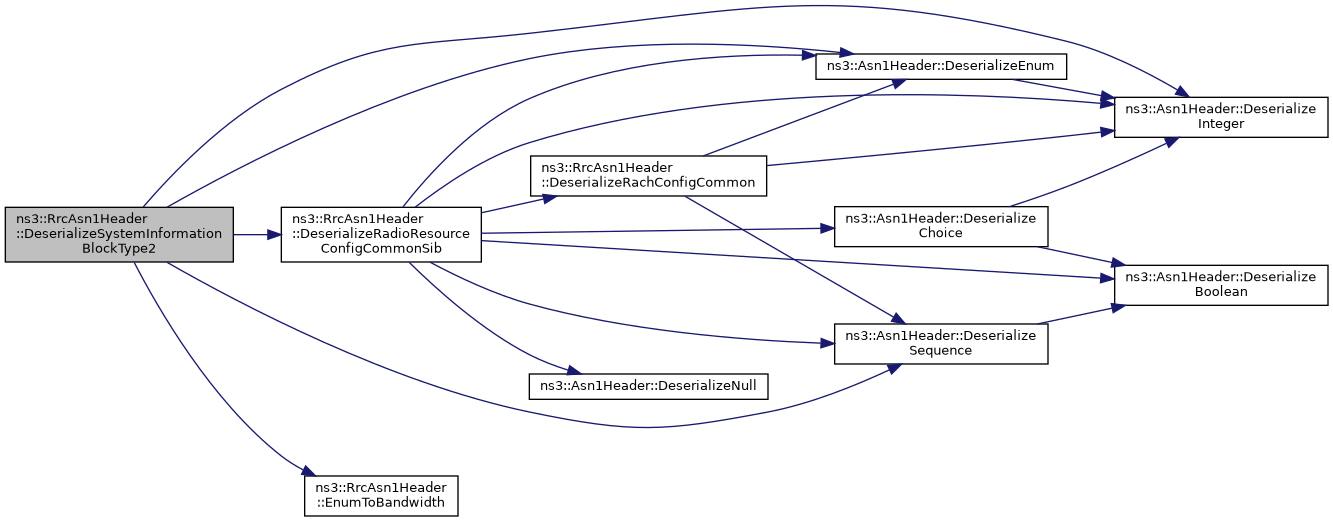 ns3::RrcAsn1Header
::DeserializeSystemInformation
BlockType2
ns3::RrcAsn1Header
::DeserializeRadioResource
ConfigCommonSib
ns3::RrcAsn1Header
::DeserializeRachConfigCommon
ns3::Asn1Header::DeserializeEnum
ns3::Asn1Header::Deserialize
Integer
ns3::Asn1Header::Deserialize
Choice
ns3::Asn1Header::Deserialize
Boolean
ns3::Asn1Header::Deserialize
Sequence
ns3::Asn1Header::DeserializeNull
ns3::RrcAsn1Header
::EnumToBandwidth